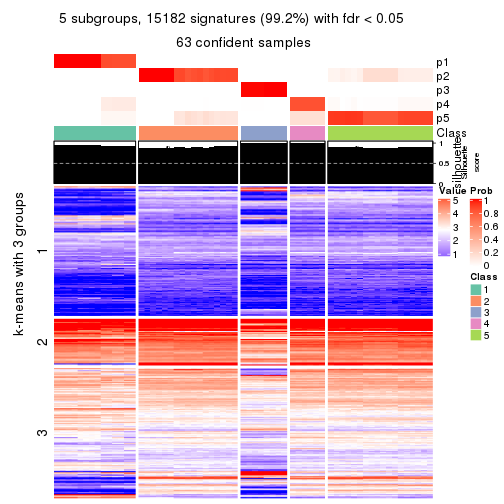 5 subgroups, 15182 signatures (99.2%) with fdr < 0.05
63 confident samples
p1
p2
p3
p4
p5
Class
1
0.5
0
silhouette
Silhouette
score
k-means with 3 groups
1
2
3
Value
5
4
3
2
1
Prob
1
0.8
0.6
0.4
0.2
0
Class
1
2
3
4
5